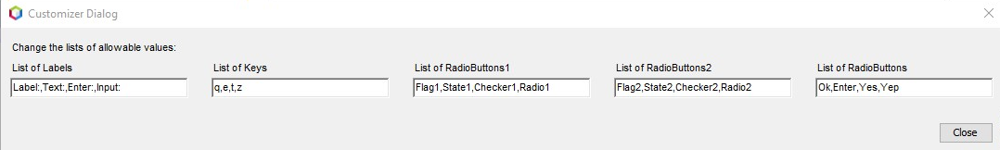 Customizer Dialog
Change the lists of allowable values:
List of Labels
List of Keys
List of RadioButtons1
List of RadioButtons2
List of RadioButtons
Label:,Text:,Enter:,Input:
q,e,t,z
Flag1,State1,Checker1,Radio1
Flag2,State2,Checker2,Radio2
Ok,Enter,Yes,Yep
Close